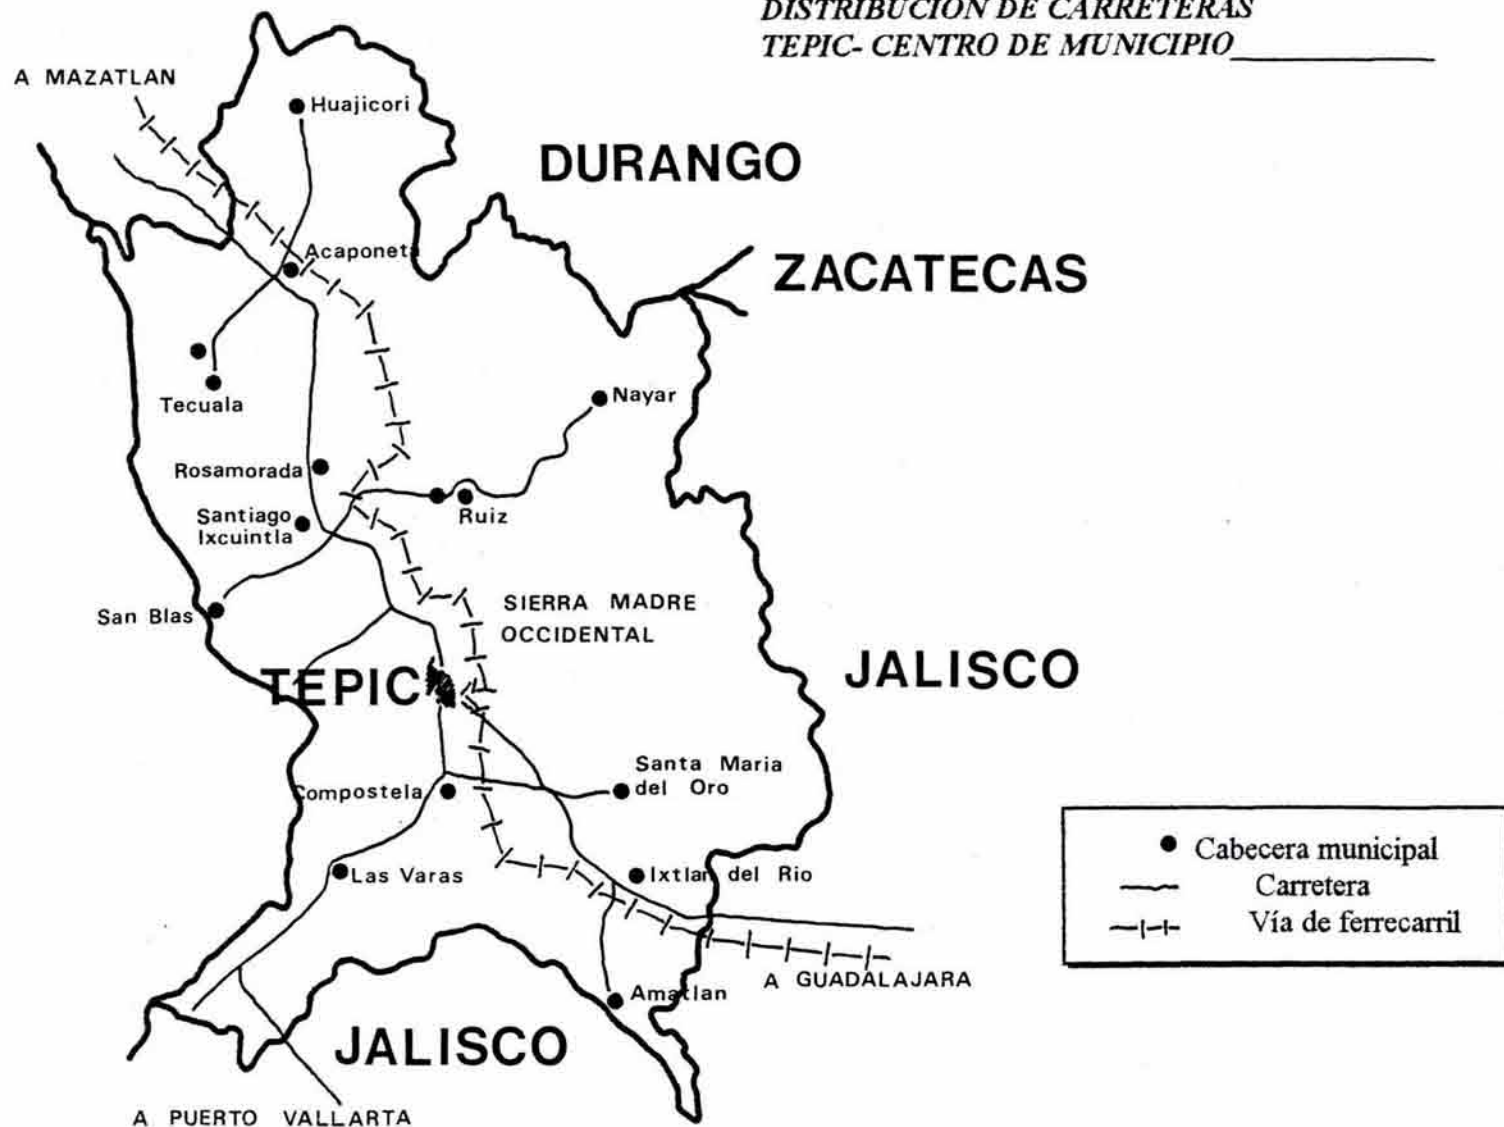 DISTRIBUCION DE CARRETERAS
TEPIC- CENTRO DE MUNICIPIO
A MAZATLAN
Huajicori
DURANGO
Acaponeta
ZACATECAS
Tecuala
Nayar
Rosamorada
Santiago
Ixcuintla
Ruiz
San Blas
SIERRA MADRE
OCCIDENTAL
TEPIC
JALISCO
Santa Maria
del Oro
Compostela
Las Varas
Ixtlan del Rio
Amatlan
A GUADALAJARA
JALISCO
A PUERTO VALLARTA
Cabecera municipal
Carretera
Vía de ferrecarril